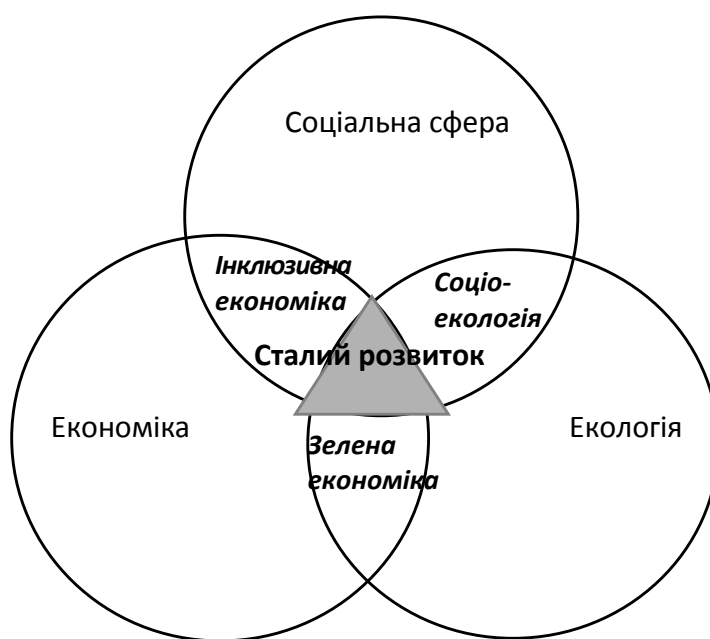 Соціальна сфера
Інклюзивна
економіка
Соціо-
екологія
Сталий розвиток
Економіка
Екологія
Зелена
економіка